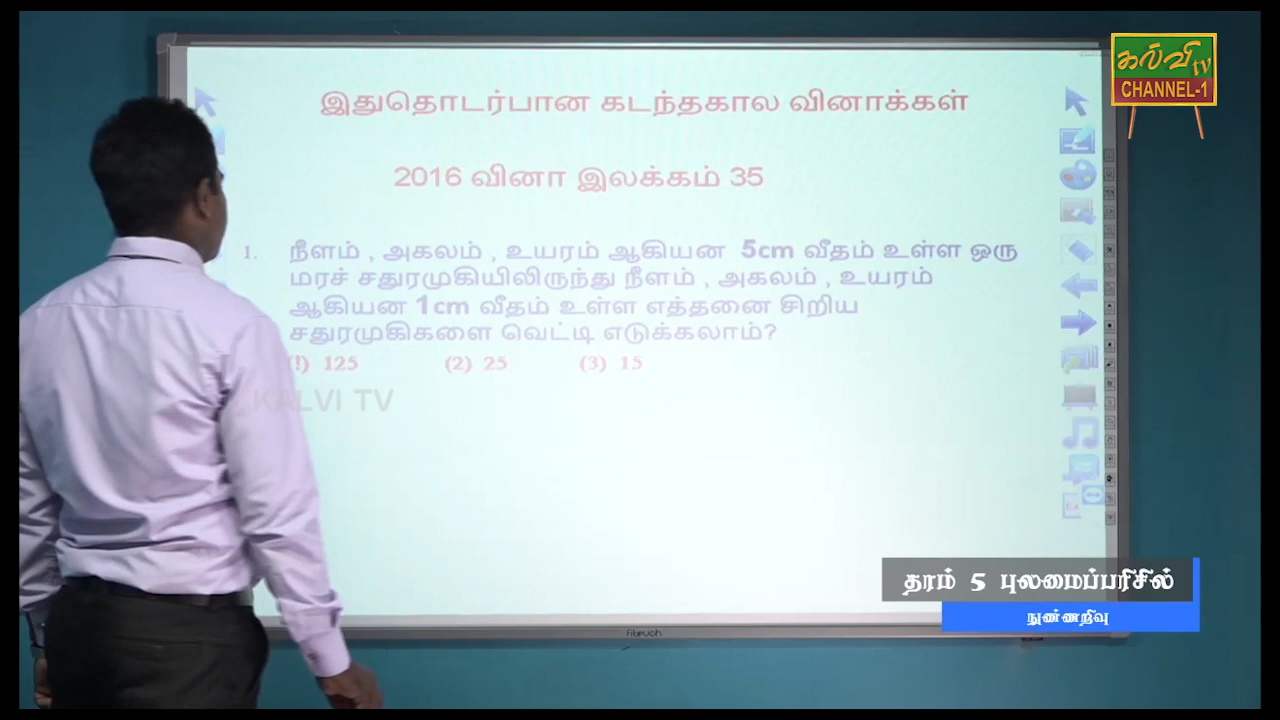 கல்வி tv
CHANNEL-1
இதுதொடர்பான கடந்தகால வினாக்கள்
2016 வினா இலக்கம் 35
1. நீளம் , அகலம் , உயரம் ஆகியன 5cm வீதம் உள்ள ஒரு
மரச் சதுரமுகியிலிருந்து நீளம் , அகலம் , உயரம்
ஆகியன 1cm வீதம் உள்ள எத்தனை சிறிய
சதுரமுகிகளை வெட்டி எடுக்கலாம்?
(!) 125 (2) 25 (3) 15
KALVI TV
தரம் 5 புலமைப்பரிசில்
நுண்ணறிவு
fitouch